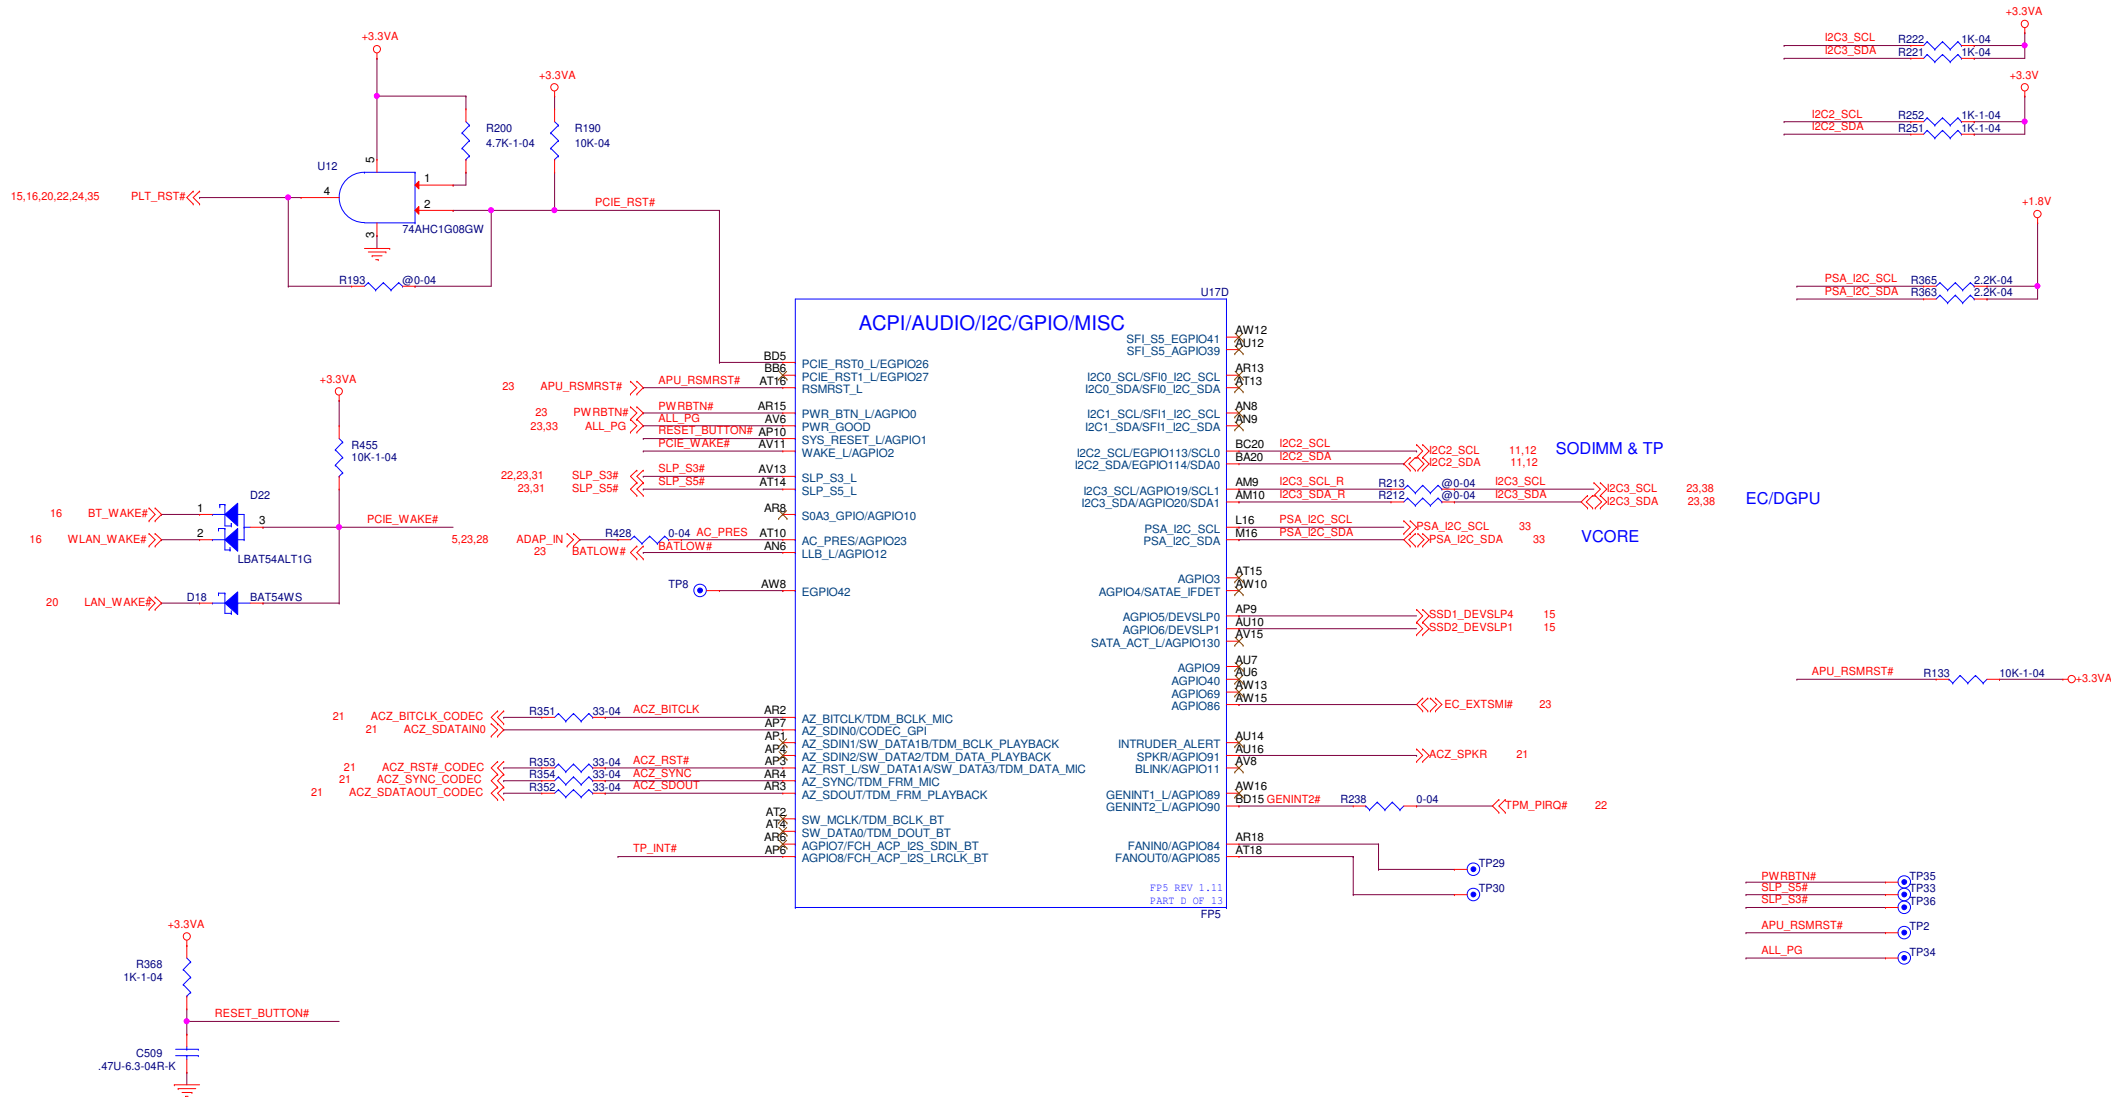 +3.3VA
R200
4.7K-1-04
+3.3VA
R190
10K-04
U12
5
1
4
2
3
74AHC1G08GW
15,16,20,22,24,35 PLT_RST#
PCIE_RST#
R193 @0-04
+3.3VA
I2C3_SCL R222 1K-04
I2C3_SDA R221 1K-04
+3.3V
I2C2_SCL R252 1K-1-04
I2C2_SDA R251 1K-1-04
+1.8V
PSA_I2C_SCL R365 2.2K-04
PSA_I2C_SDA R363 2.2K-04
U17D
ACPI/AUDIO/I2C/GPIO/MISC
BD5 PCIE_RST0_L/EGPIO26
BB6 PCIE_RST1_L/EGPIO27
23 APU_RSMRST# APU_RSMRST# AT16 RSMRST_L
23 PWRBTN# PWRBTN# AR15 PWR_BTN_L/AGPIO0
23,33 ALL_PG ALL_PG AV6 PWR_GOOD
RESET_BUTTON# AP10 SYS_RESET_L/AGPIO1
PCIE_WAKE# AV11 WAKE_L/AGPIO2
22,23,31 SLP_S3# SLP_S3# AV13 SLP_S3_L
23,31 SLP_S5# SLP_S5# AT14 SLP_S5_L
AR8 S0A3_GPIO/AGPIO10
ADAP_IN R428 0-04 AC_PRES AT10 AC_PRES/AGPIO23
23 BATLOW# BATLOW# AN6 LLB_L/AGPIO12
TP8 AW8 EGPIO42
21 ACZ_BITCLK_CODEC R351 33-04 ACZ_BITCLK AR2 AZ_BITCLK/TDM_BCLK_MIC
21 ACZ_SDATAIN0 AP7 AZ_SDIN0/CODEC_GPI
AP1 AZ_SDIN1/SW_DATA1B/TDM_BCLK_PLAYBACK
AP4 AZ_SDIN2/SW_DATA2/TDM_DATA_PLAYBACK
21 ACZ_RST#_CODEC R353 33-04 ACZ_RST# AP3 AZ_RST_L/SW_DATA1A/SW_DATA3/TDM_DATA_MIC
21 ACZ_SYNC_CODEC R354 33-04 ACZ_SYNC AR4 AZ_SYNC/TDM_FRM_MIC
21 ACZ_SDATAOUT_CODEC R352 33-04 ACZ_SDOUT AR3 AZ_SDOUT/TDM_FRM_PLAYBACK
AT2 SW_MCLK/TDM_BCLK_BT
AT4 SW_DATA0/TDM_DOUT_BT
AR6 AGPIO7/FCH_ACP_I2S_SDIN_BT
TP_INT# AP6 AGPIO8/FCH_ACP_I2S_LRCLK_BT
SFI_S5_EGPIO41 AW12
SFI_S5_AGPIO39 AU12
I2C0_SCL/SFI0_I2C_SCL AR13
I2C0_SDA/SFI0_I2C_SDA AT13
I2C1_SCL/SFI1_I2C_SCL AN8
I2C1_SDA/SFI1_I2C_SDA AN9
I2C2_SCL/EGPIO113/SCL0 BC20 I2C2_SCL I2C2_SCL 11,12 SODIMM & TP
I2C2_SDA/EGPIO114/SDA0 BA20 I2C2_SDA I2C2_SDA 11,12
I2C3_SCL/AGPIO19/SCL1 AM9 I2C3_SCL_R R213 @0-04 I2C3_SCL I2C3_SCL 23,38 EC/DGPU
I2C3_SDA/AGPIO20/SDA1 AM10 I2C3_SDA_R R212 @0-04 I2C3_SDA I2C3_SDA 23,38
PSA_I2C_SCL L16 PSA_I2C_SCL PSA_I2C_SCL 33 VCORE
PSA_I2C_SDA M16 PSA_I2C_SDA PSA_I2C_SDA 33
AGPIO3 AT15
AGPIO4/SATAE_IFDET AW10
AGPIO5/DEVSLP0 AP9 SSD1_DEVSLP4 15
AGPIO6/DEVSLP1 AU10 SSD2_DEVSLP1 15
SATA_ACT_L/AGPIO130 AV15
AGPIO9 AU7
AGPIO40 AU6
AGPIO69 AW13
AGPIO86 AW15 EC_EXTSMI# 23
INTRUDER_ALERT AU14
SPKR/AGPIO91 AU16 ACZ_SPKR 21
BLINK/AGPIO11 AV8
GENINT1_L/AGPIO89 AW16
GENINT2_L/AGPIO90 BD15 GENINT2# R238 0-04 TPM_PIRQ# 22
FANIN0/AGPIO84 AR18 TP29
FANOUT0/AGPIO85 AT18 TP30
FP5 REV 1.11
PART D OF 13
FP5
+3.3VA
R455
10K-1-04
D22
16 BT_WAKE# 1
3 PCIE_WAKE# 5,23,28
16 WLAN_WAKE# 2
LBAT54ALT1G
20 LAN_WAKE# D18 BAT54WS
APU_RSMRST# R133 10K-1-04 +3.3VA
PWRBTN# TP35
SLP_S5# TP33
SLP_S3# TP36
APU_RSMRST# TP2
ALL_PG TP34
+3.3VA
R368
1K-1-04
RESET_BUTTON#
C509
.47U-6.3-04R-K